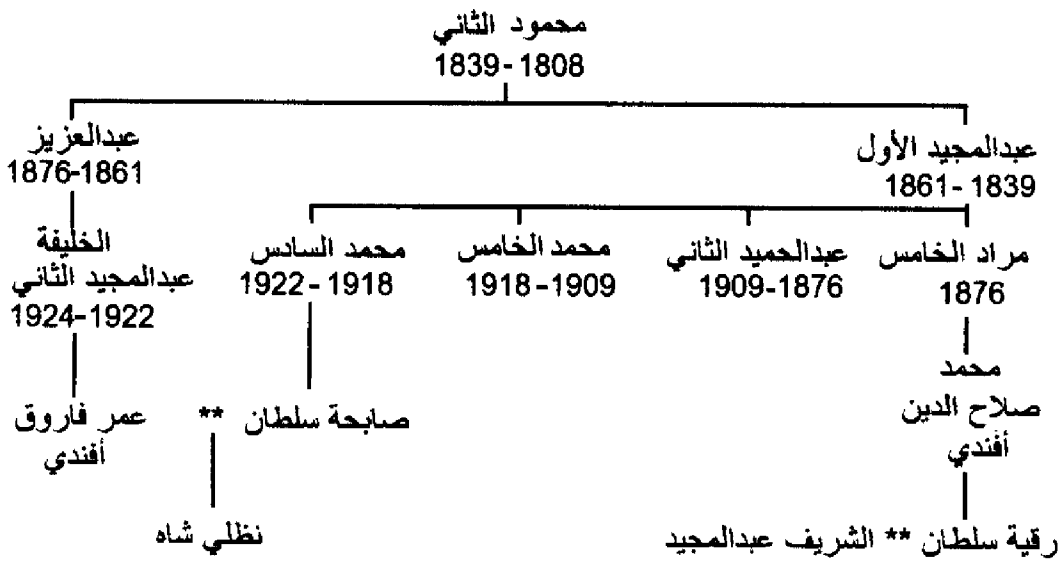 محمود الثاني
1839-1808
عبدالمجيد الأول
1861-1839
عبدالعزيز
1876-1861
مراد الخامس
1876
عبدالحميد الثاني
1909-1876
محمد الخامس
1918-1909
محمد السادس
1922-1918
الخليفة
عبدالمجيد الثاني
1924-1922
محمد
صلاح الدين
أفندي
صابحة سلطان **
عمر فاروق
أفندي
رقية سلطان ** الشريف عبدالمجيد
نظلي شاه